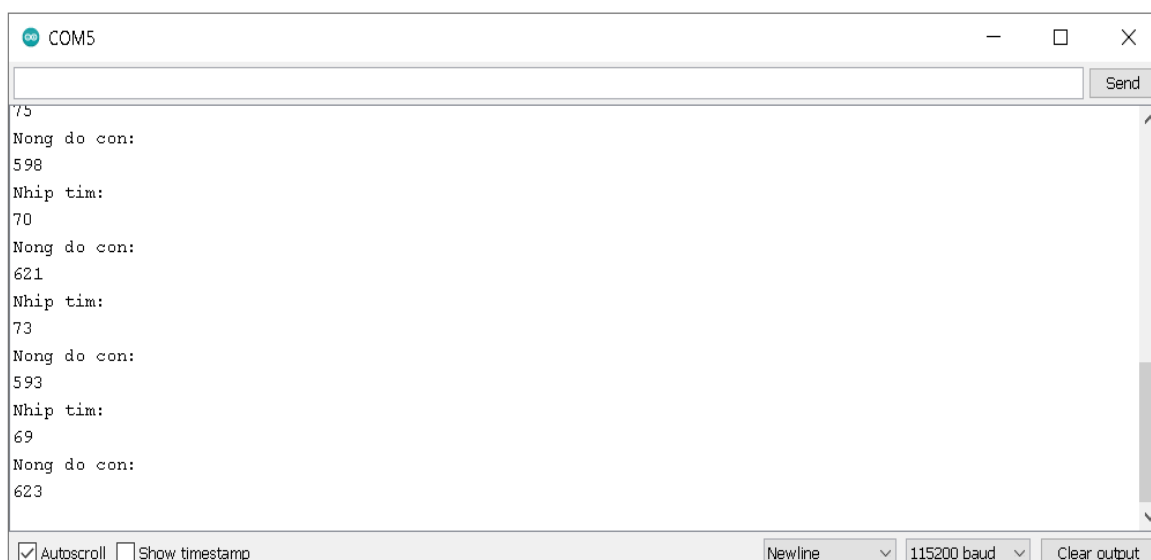 COM5
Send
75
Nong do con:
598
Nhip tim:
70
Nong do con:
621
Nhip tim:
73
Nong do con:
593
Nhip tim:
69
Nong do con:
623
Autoscroll Show timestamp Newline 115200 baud Clear output